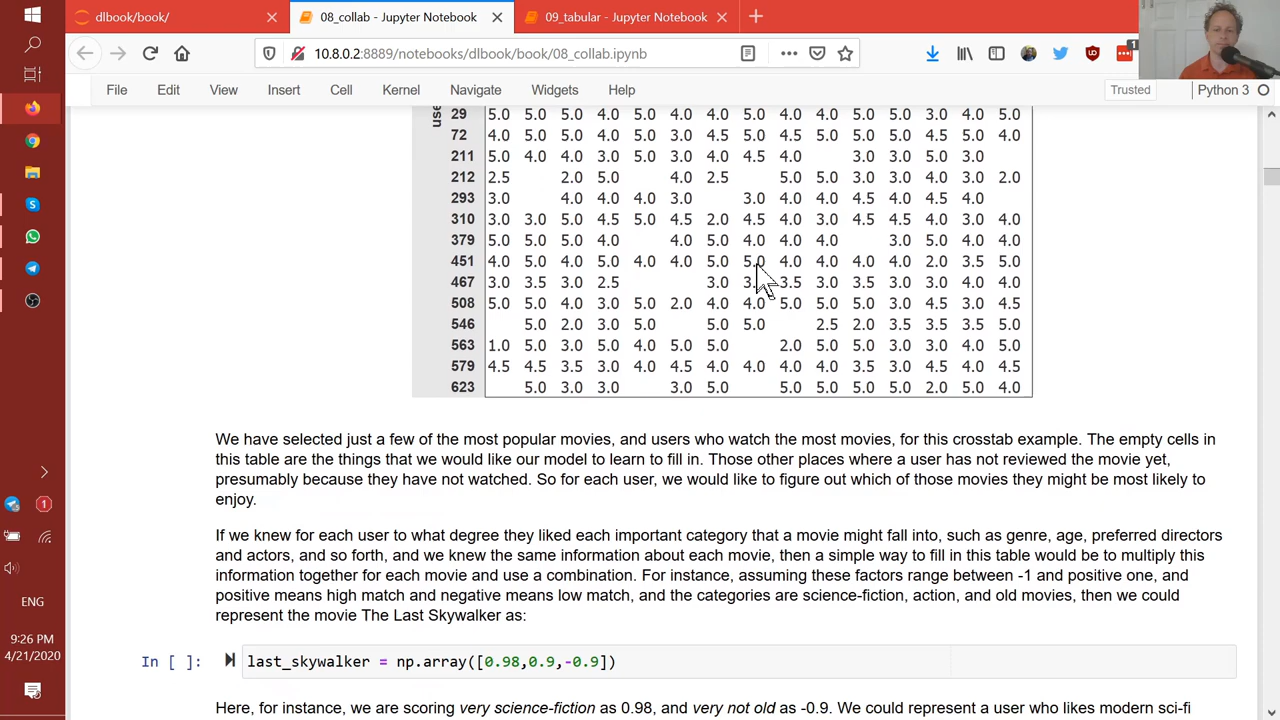 dlbook/book/
08_collab - Jupyter Notebook
09_tabular - Jupyter Notebook
10.8.0.2:8889/notebooks/dlbook/book/08_collab.ipynb
1
File Edit View Insert Cell Kernel Navigate Widgets Help
Trusted Python 3
29 5.0 5.0 5.0 4.0 5.0 4.0 4.0 5.0 4.0 4.0 5.0 5.0 3.0 4.0 5.0
72 4.0 5.0 5.0 4.0 5.0 3.0 4.5 5.0 4.5 5.0 5.0 5.0 4.5 5.0 4.0
211 5.0 4.0 4.0 3.0 5.0 3.0 4.0 4.5 4.0 3.0 3.0 5.0 3.0
212 2.5 2.0 5.0 4.0 2.5 5.0 5.0 3.0 3.0 4.0 3.0 2.0
293 3.0 4.0 4.0 4.0 3.0 3.0 4.0 4.0 4.5 4.0 4.5 4.0
310 3.0 3.0 5.0 4.5 5.0 4.5 2.0 4.5 4.0 3.0 4.5 4.5 4.0 3.0 4.0
379 5.0 5.0 5.0 4.0 4.0 5.0 4.0 4.0 4.0 3.0 5.0 4.0 4.0
451 4.0 5.0 4.0 5.0 4.0 4.0 5.0 5.0 4.0 4.0 4.0 4.0 2.0 3.5 5.0
467 3.0 3.5 3.0 2.5 3.0 3.5 3.0 3.5 3.0 3.0 4.0 4.0
508 5.0 5.0 4.0 3.0 5.0 2.0 4.0 4.0 5.0 5.0 5.0 3.0 4.5 3.0 4.5
546 5.0 2.0 3.0 5.0 5.0 5.0 2.5 2.0 3.5 3.5 3.5 5.0
563 1.0 5.0 3.0 5.0 4.0 5.0 5.0 2.0 5.0 5.0 3.0 3.0 4.0 5.0
579 4.5 4.5 3.5 3.0 4.0 4.5 4.0 4.0 4.0 4.0 3.5 3.0 4.5 4.0 4.5
623 5.0 3.0 3.0 3.0 5.0 5.0 5.0 5.0 5.0 2.0 5.0 4.0
We have selected just a few of the most popular movies, and users who watch the most movies, for this crosstab example. The empty cells in
this table are the things that we would like our model to learn to fill in. Those other places where a user has not reviewed the movie yet,
presumably because they have not watched. So for each user, we would like to figure out which of those movies they might be most likely to
enjoy.
If we knew for each user to what degree they liked each important category that a movie might fall into, such as genre, age, preferred directors
and actors, and so forth, and we knew the same information about each movie, then a simple way to fill in this table would be to multiply this
information together for each movie and use a combination. For instance, assuming these factors range between -1 and positive one, and
positive means high match and negative means low match, and the categories are science-fiction, action, and old movies, then we could
represent the movie The Last Skywalker as:
In [ ]: last_skywalker = np.array([0.98,0.9,-0.9])
Here, for instance, we are scoring very science-fiction as 0.98, and very not old as -0.9. We could represent a user who likes modern sci-fi
1
ENG
9:26 PM
4/21/2020